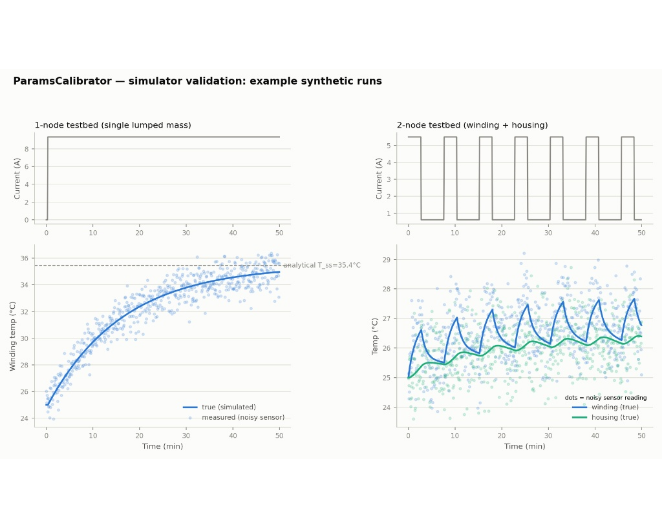 ParamsCalibrator — simulator validation: example synthetic runs
1-node testbed (single lumped mass)
Current (A)
8
6
4
2
0
0 10 20 30 40 50
Winding temp (°C)
36
34
32
30
28
26
24
analytical T_ss=35.4°C
true (simulated)
measured (noisy sensor)
0 10 20 30 40 50
Time (min)
2-node testbed (winding + housing)
Current (A)
5
4
3
2
1
0 10 20 30 40 50
Temp (°C)
29
28
27
26
25
24
dots = noisy sensor reading
winding (true)
housing (true)
0 10 20 30 40 50
Time (min)